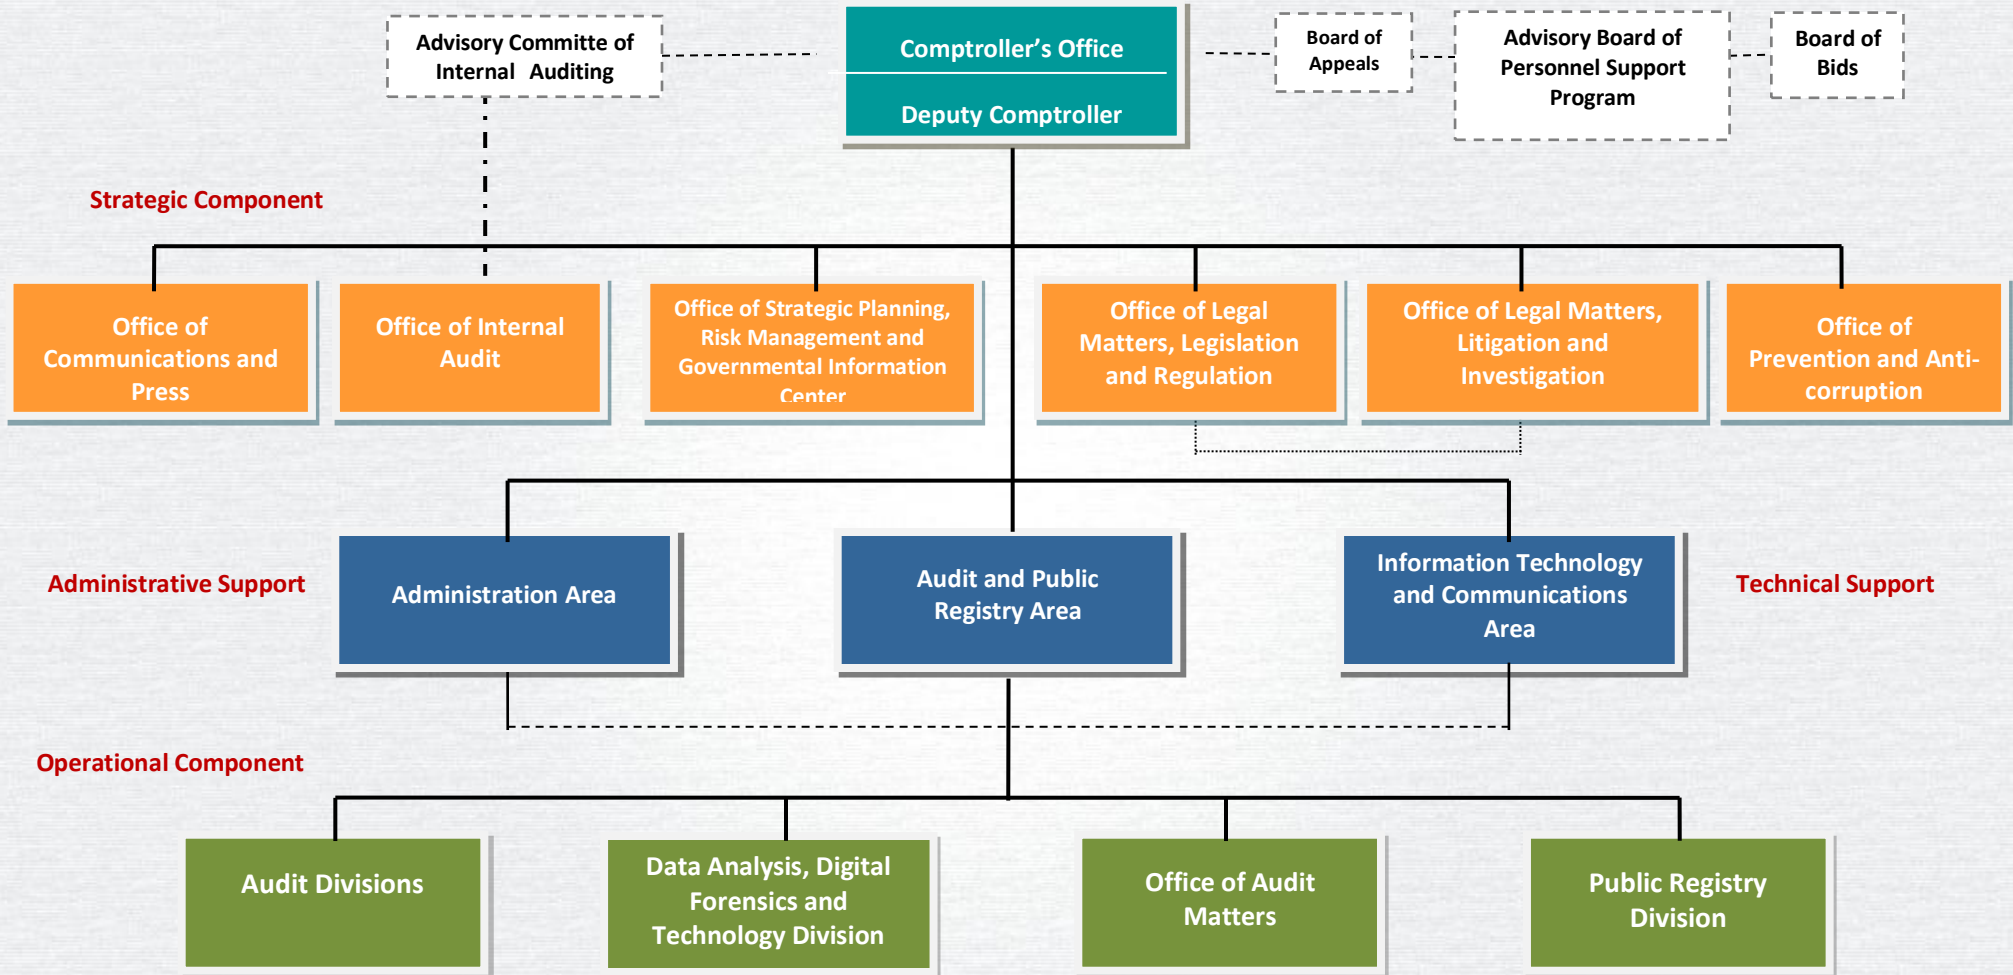 Advisory Committe of
Internal Auditing
Comptroller’s Office
Deputy Comptroller
Board of
Appeals
Advisory Board of
Personnel Support
Program
Board of
Bids
Strategic Component
Office of
Communications and
Press
Office of Internal
Audit
Office of Strategic Planning,
Risk Management and
Governmental Information
Center
Office of Legal
Matters, Legislation
and Regulation
Office of Legal Matters,
Litigation and
Investigation
Office of
Prevention and Anti-
corruption
Administrative Support
Administration Area
Audit and Public
Registry Area
Information Technology
and Communications
Area
Technical Support
Operational Component
Audit Divisions
Data Analysis, Digital
Forensics and
Technology Division
Office of Audit
Matters
Public Registry
Division